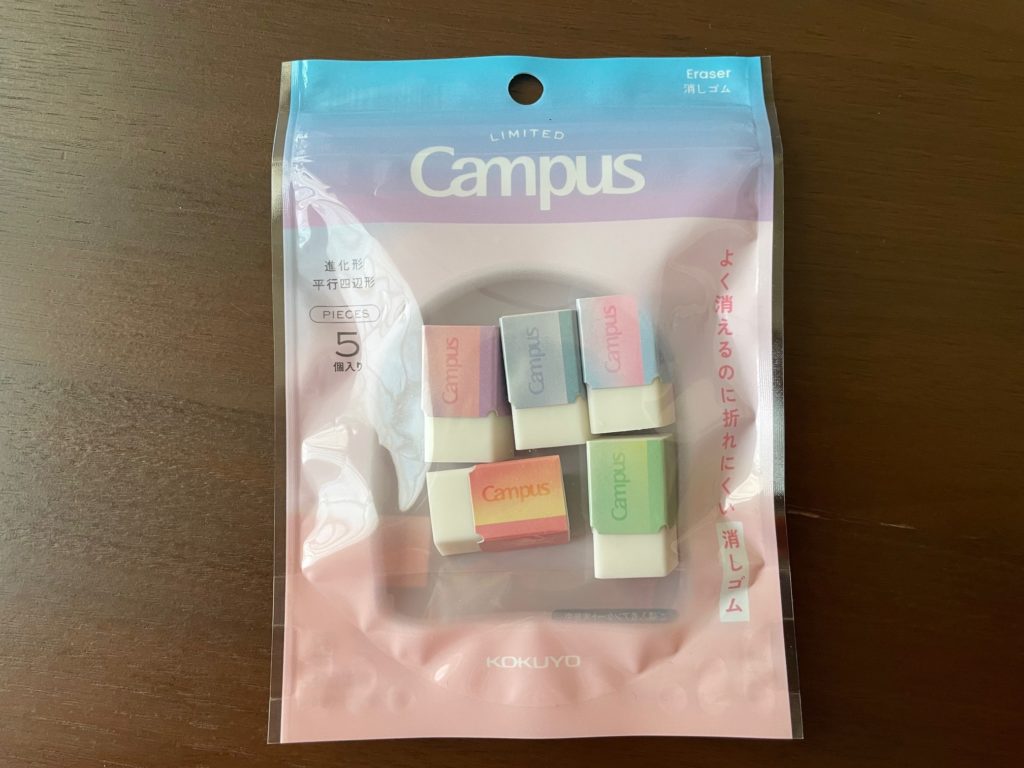 Eraser
消しゴム
LIMITED
Campus
進化形
平行四辺形
PIECES
5
個入り
よく消えるのに折れにくい消しゴム
Campus
Campus
Campus
Campus
Campus
KOKUYO